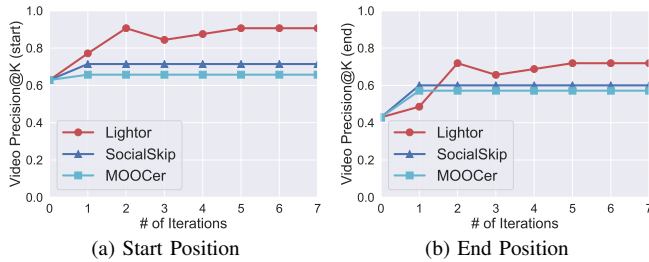 Video Precision@K (start)
1.0
0.8
0.6
0.4
0.2
0.0
Lightor
SocialSkip
MOOCer
0 1 2 3 4 5 6 7
# of Iterations
(a) Start Position
Video Precision@K (end)
1.0
0.8
0.6
0.4
0.2
0.0
Lightor
SocialSkip
MOOCer
0 1 2 3 4 5 6 7
# of Iterations
(b) End Position